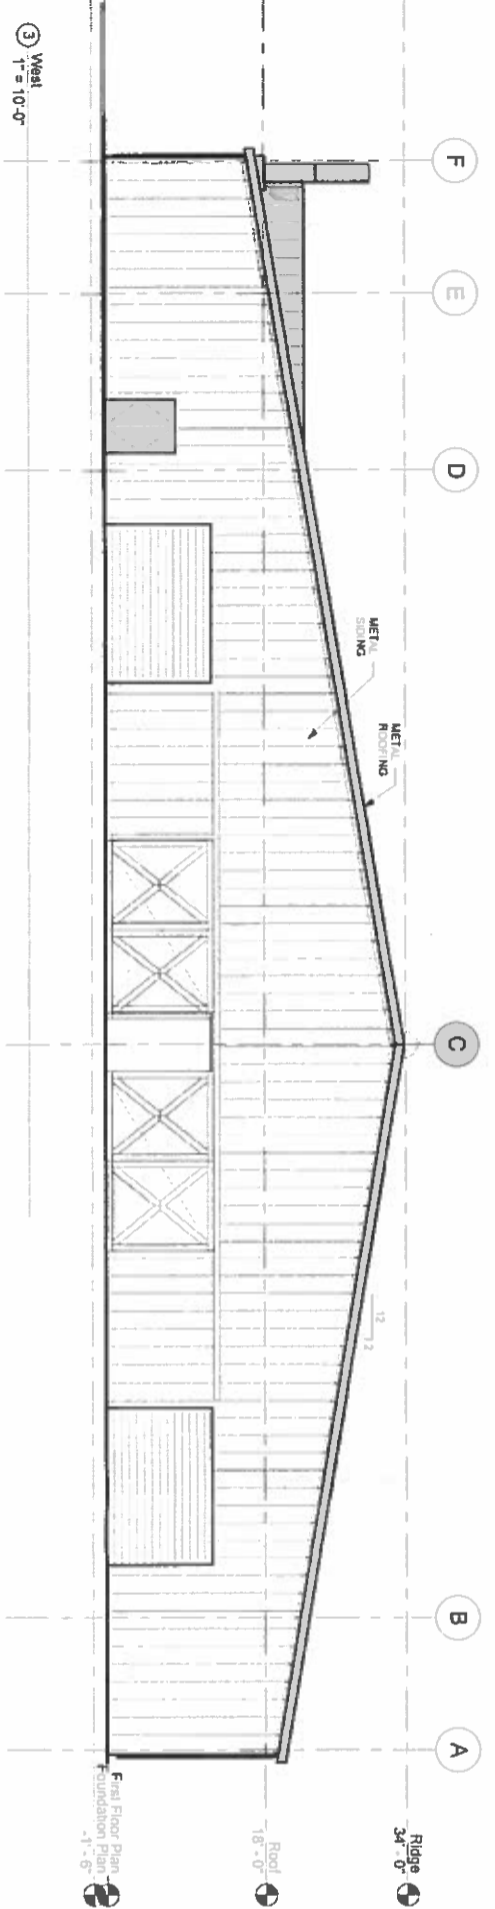 F
E
D
C
B
A
METAL
SIDING
METAL
ROOFING
12
2
Ridge
34' - 0"
Roof
18' - 0"
First Floor Plan
Foundation Plan
-1' - 6"
3
West
1" = 10'-0"